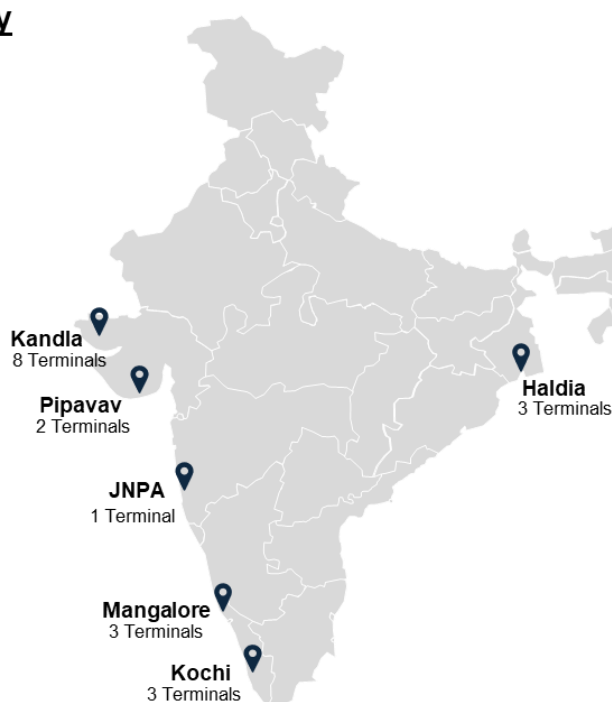 y
Kandla
8 Terminals
Pipavav
2 Terminals
Haldia
3 Terminals
JNPA
1 Terminal
Mangalore
3 Terminals
Kochi
3 Terminals